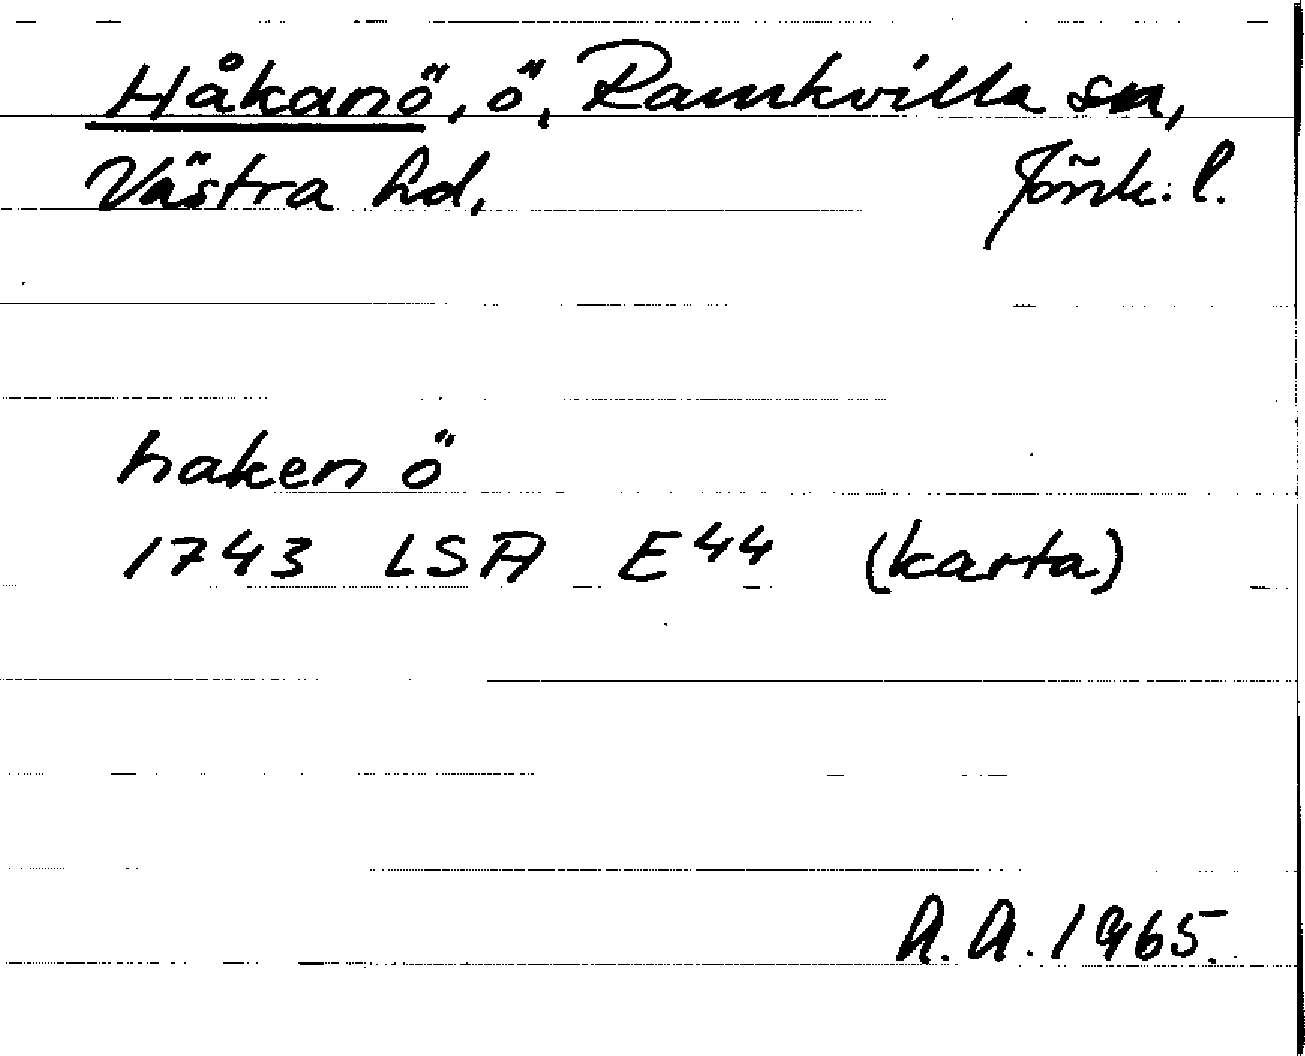 Håkanö, ö, Ramkvilla sn,
Västra hd, Jönk. l.
haken ö
1743 LSA E44 (karta)
A.A. 1965.